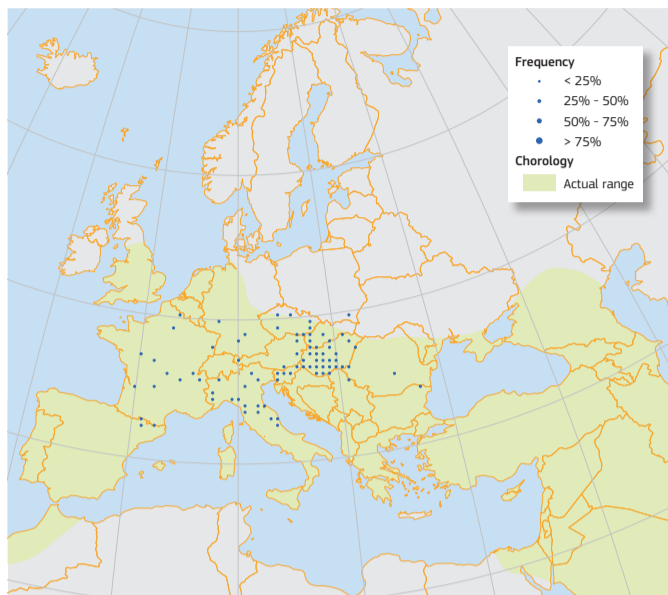 Frequency
< 25%
25% - 50%
50% - 75%
> 75%
Chorology
Actual range